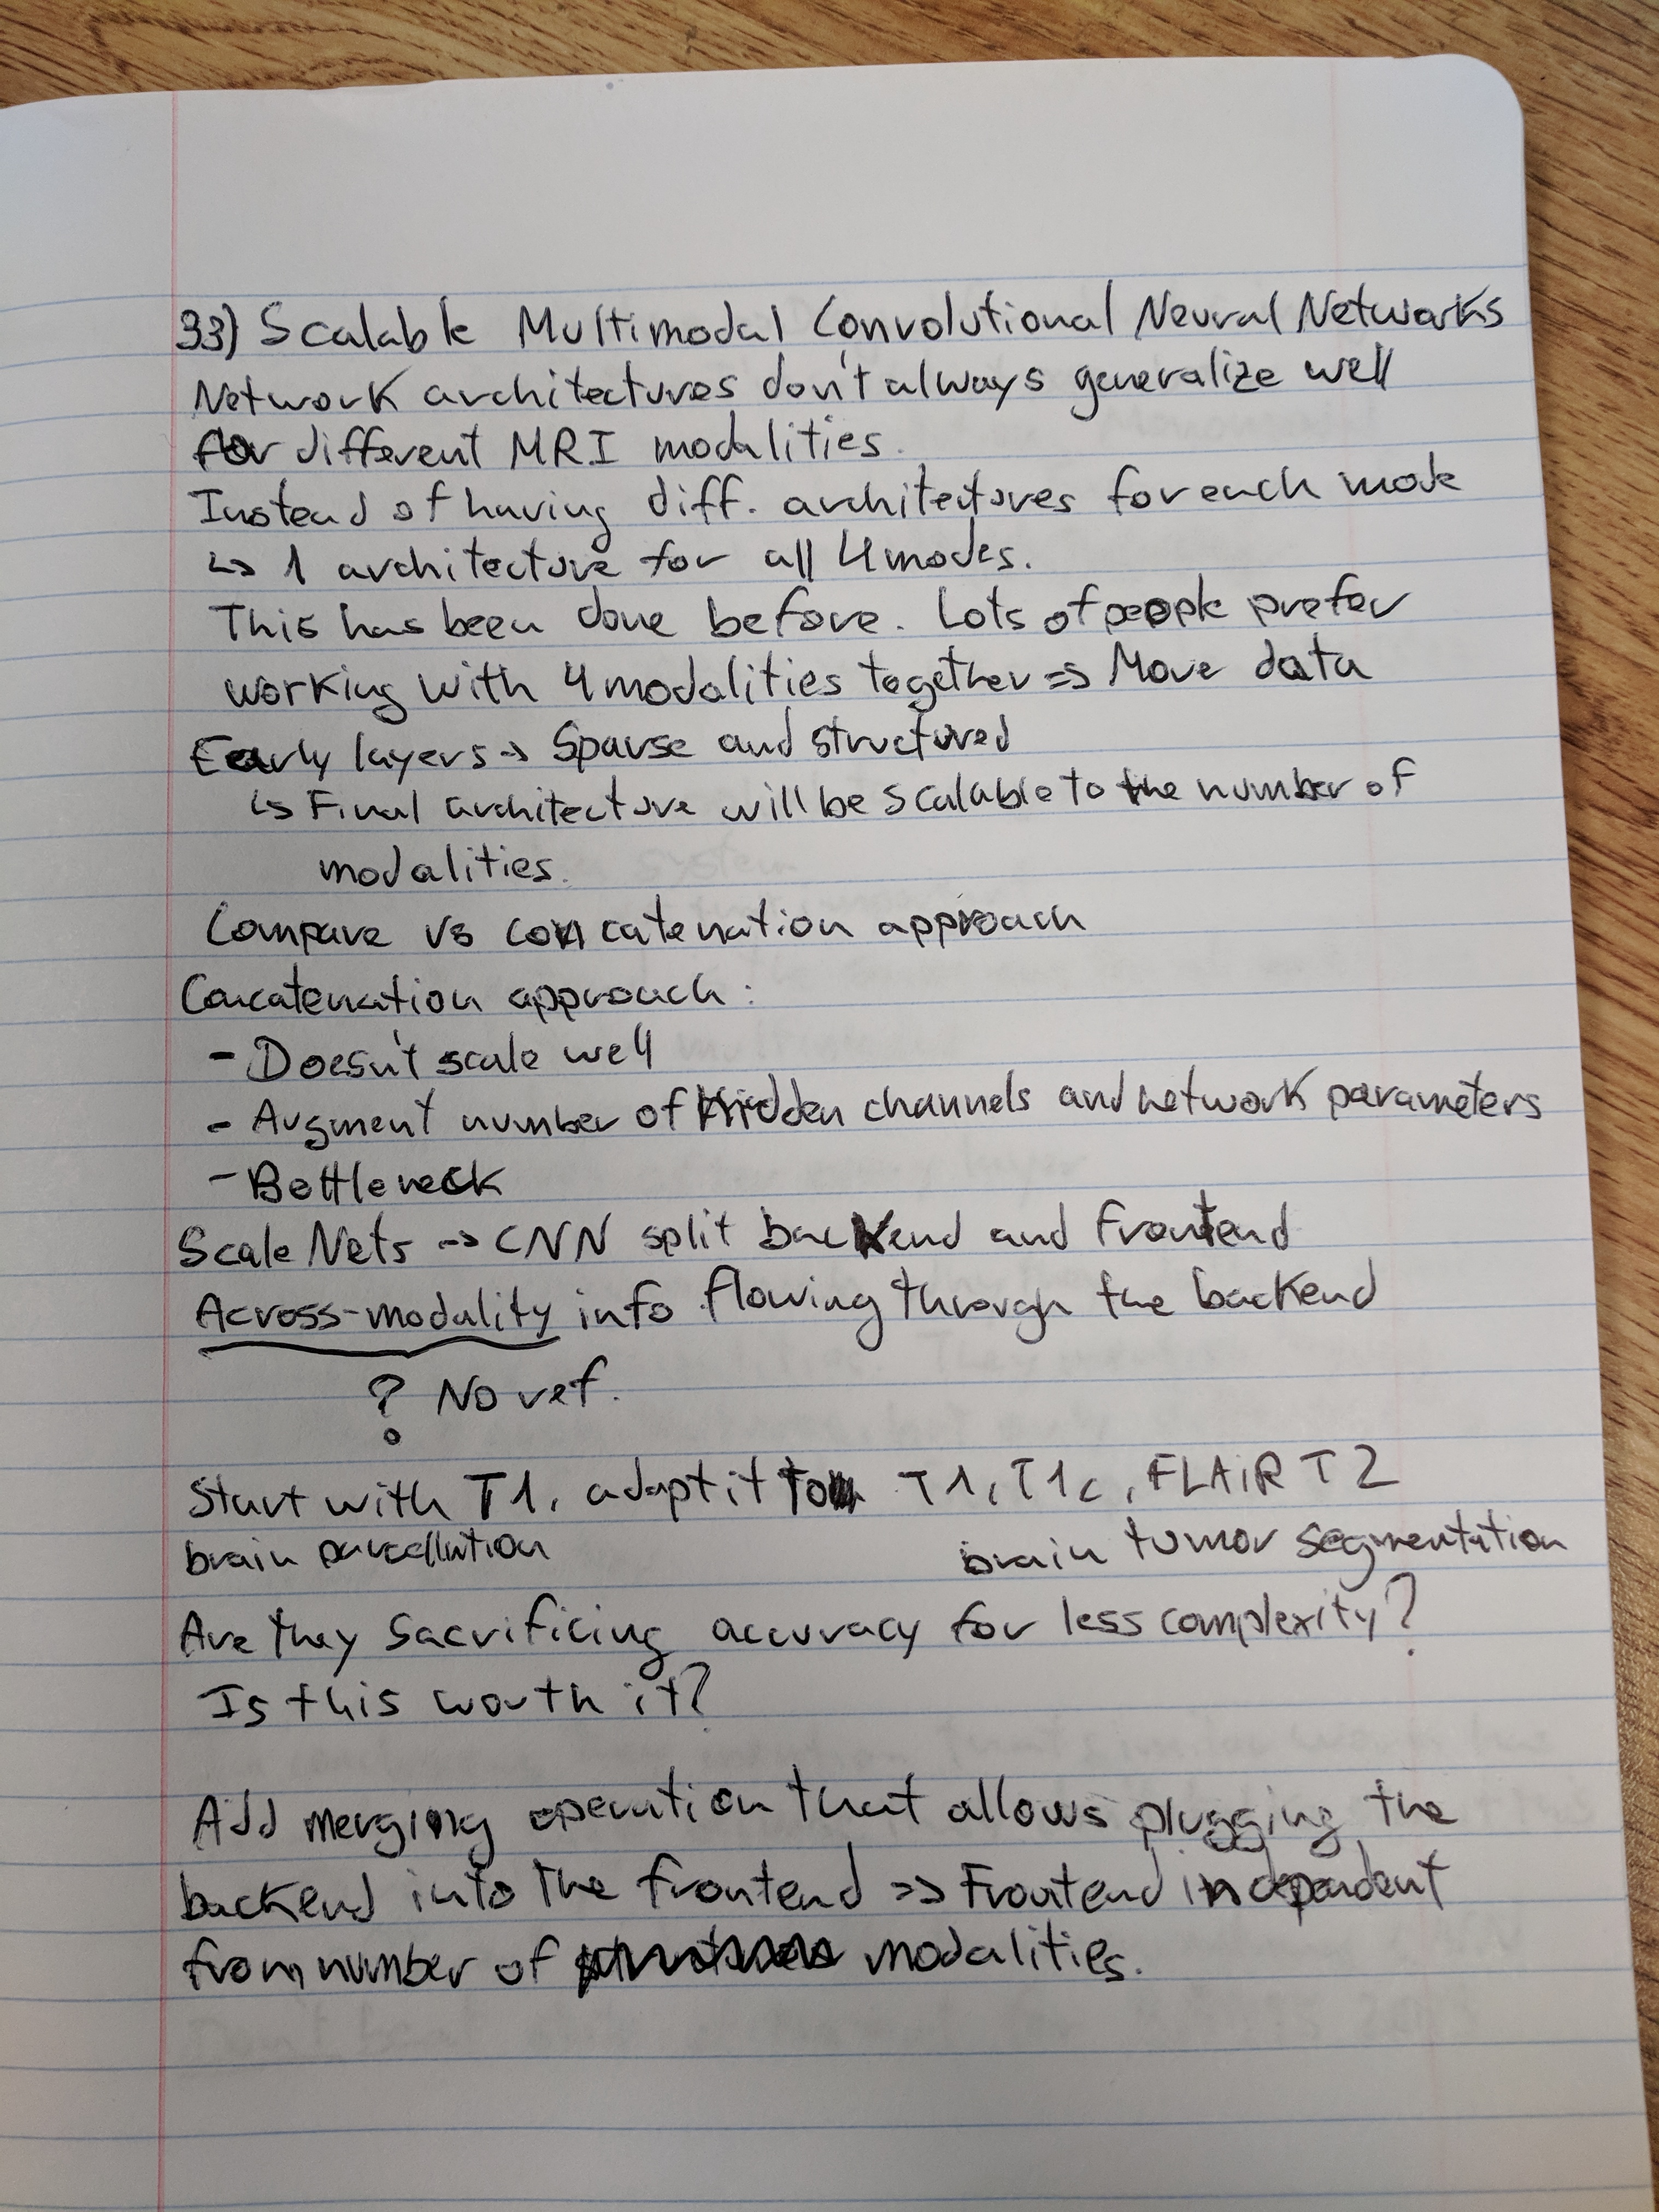 33) Scalable Multimodal Convolutional Neural Networks
Network architectures don't always generalize well
for different MRI modalities.
Instead of having diff. architectures for each mode
↳ 1 architecture for all 4 modes.
This has been done before. Lots of people prefer
working with 4 modalities together => More data
Early layers → Sparse and structured
↳ Final architecture will be scalable to the number of
modalities.
Compare vs concatenation approach
Concatenation approach:
- Doesn't scale well
- Augment number of hidden channels and network parameters
- Bottleneck
Scale Nets → CNN split backend and frontend
Across-modality info flowing through the backend
? No ref.
Start with T1, adapt it to T1, T1c, FLAiR T2
brain parcellation brain tumor segmentation
Are they sacrificing accuracy for less complexity?
Is this worth it?
Add merging operation that allows plugging the
backend into the frontend => Frontend independent
from number of modalities.